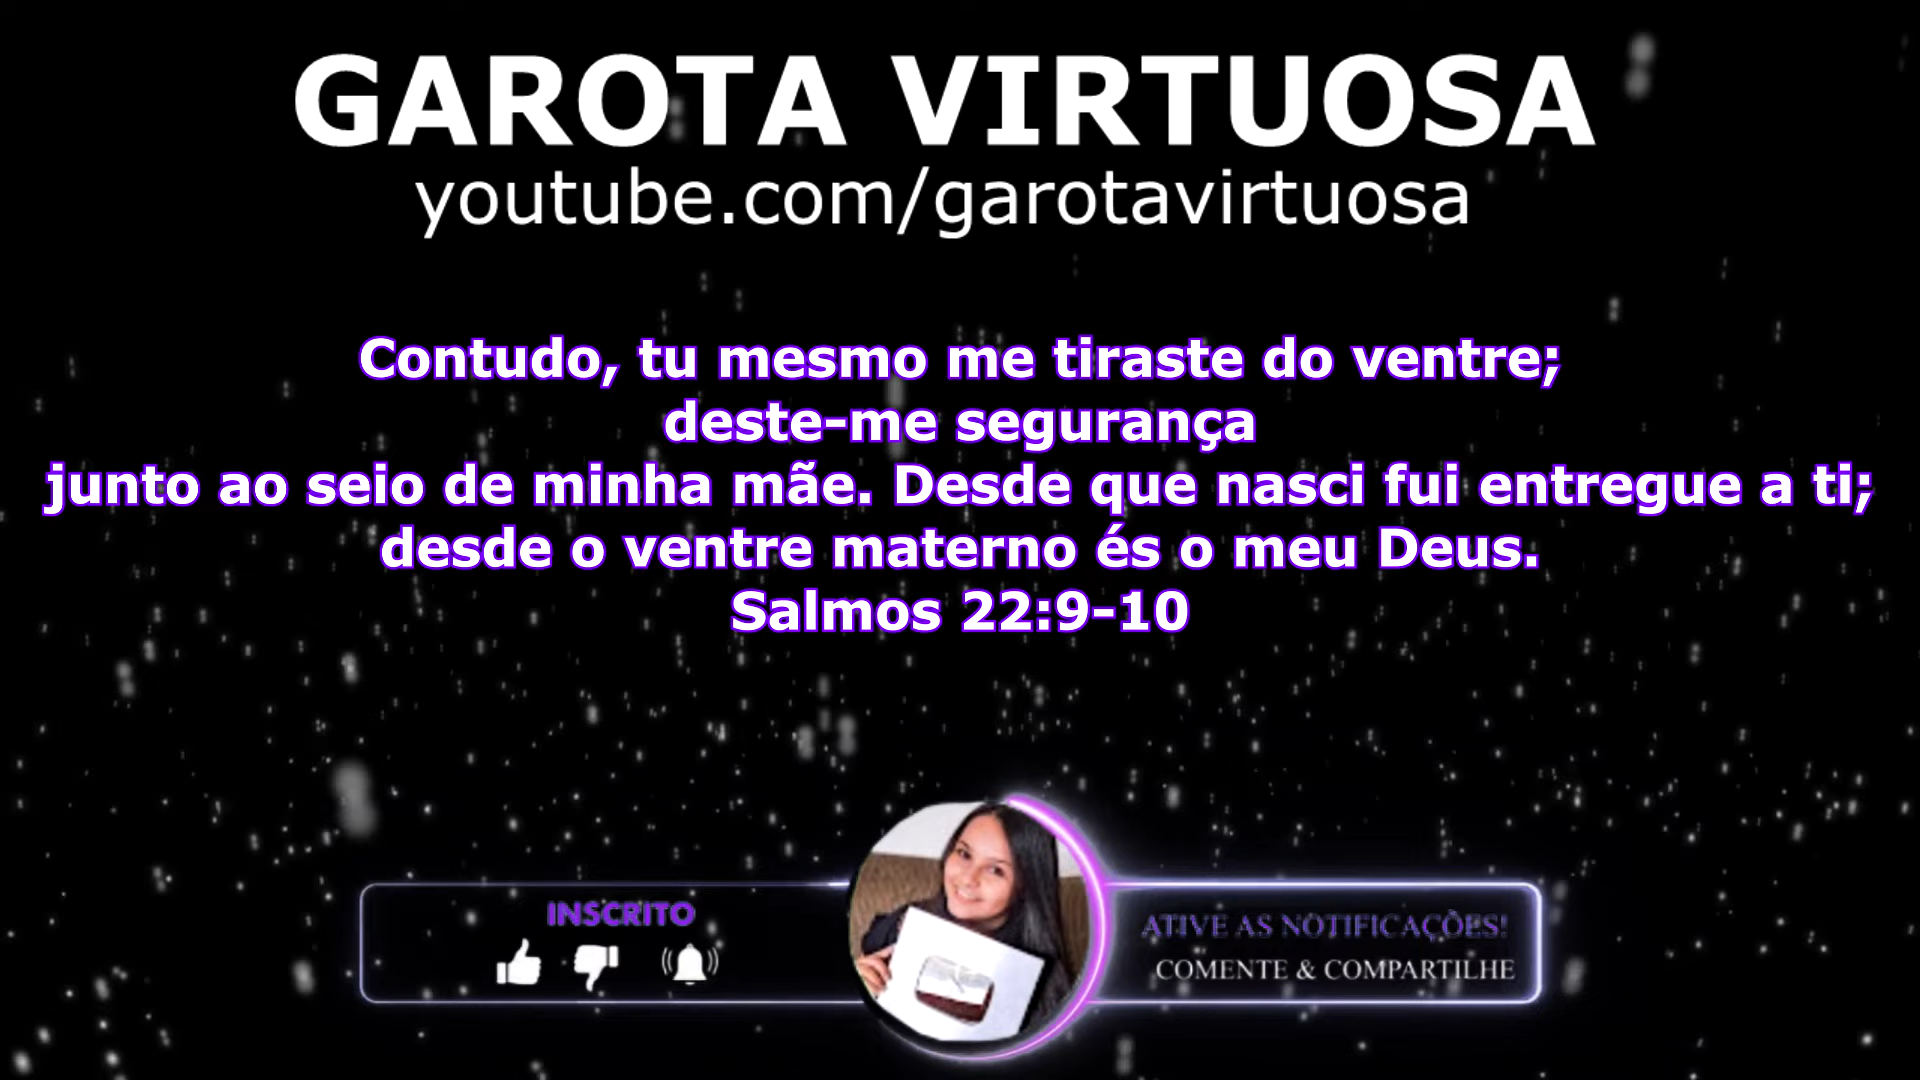 GAROTA VIRTUOSA
youtube.com/garotavirtuosa
Contudo, tu mesmo me tiraste do ventre;
deste-me segurança
junto ao seio de minha mãe. Desde que nasci fui entregue a ti;
desde o ventre materno és o meu Deus.
Salmos 22:9-10
INSCRITO
ATIVE AS NOTIFICAÇÕES!
COMENTE & COMPARTILHE